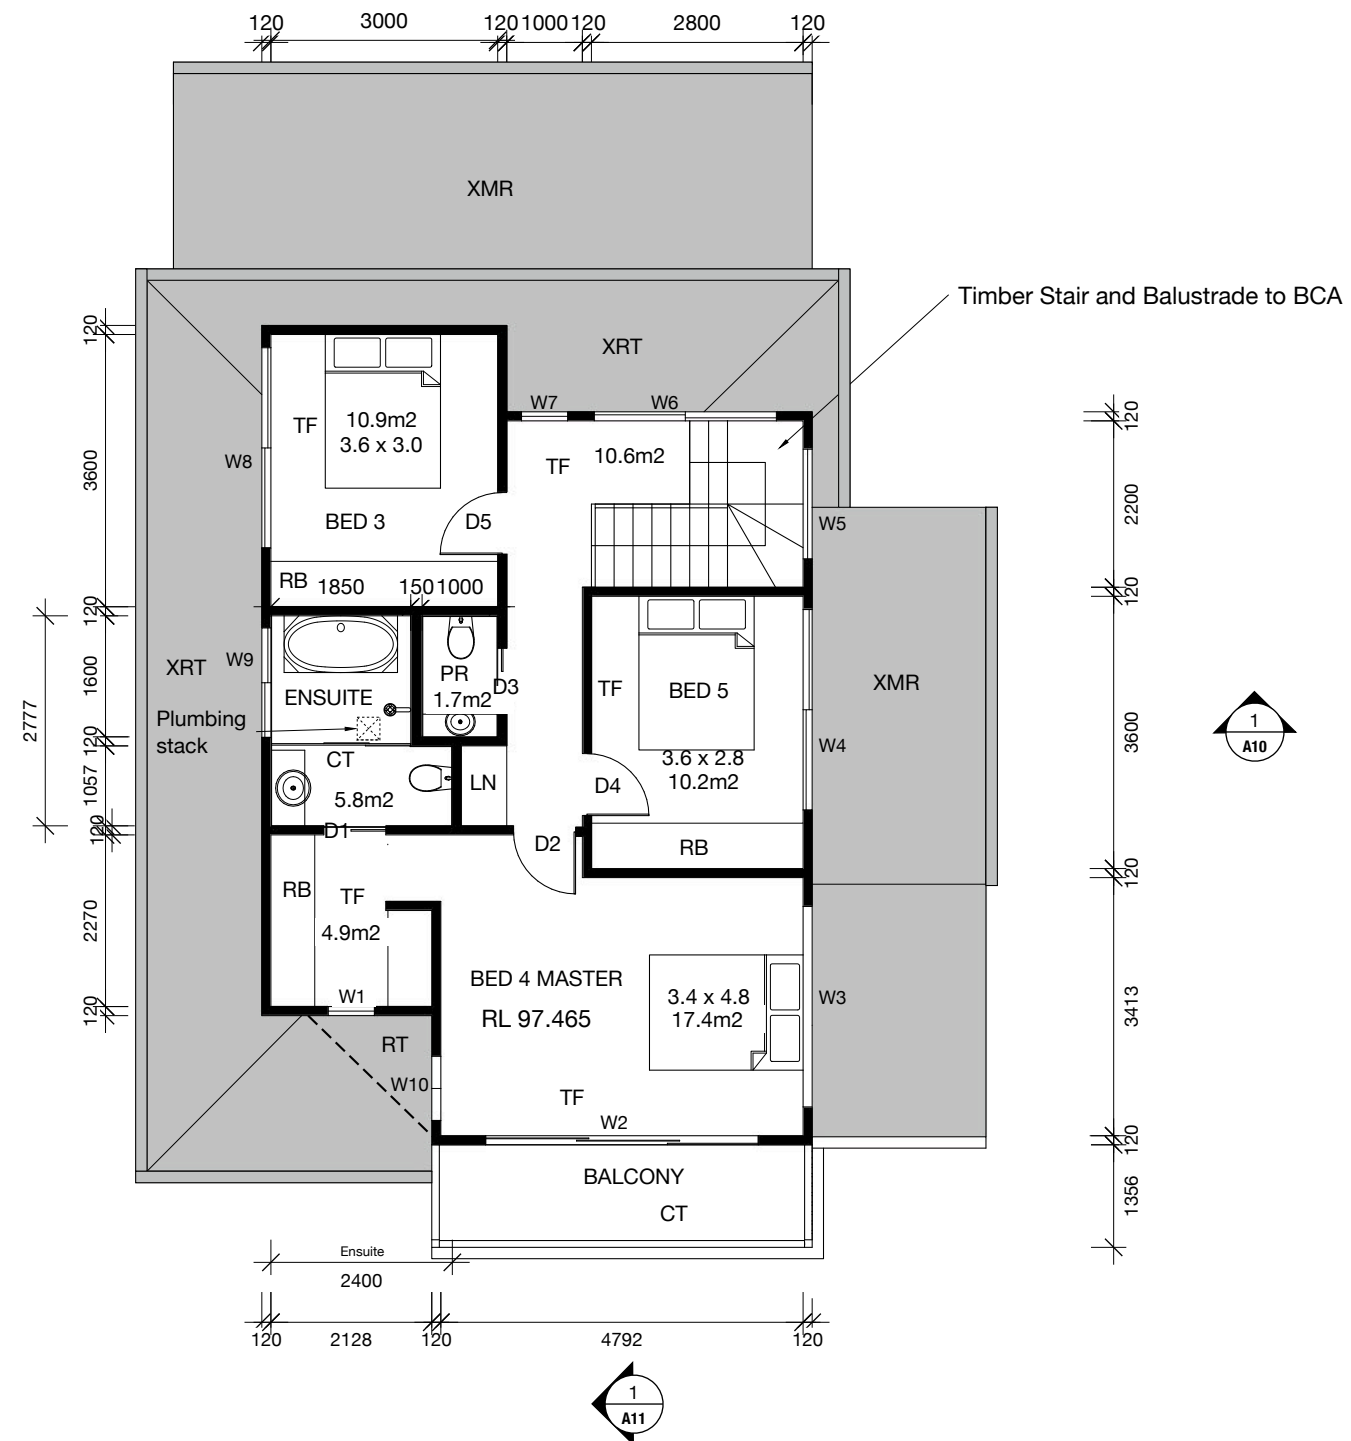 120 3000 120 1000 120 2800 120
XMR
Timber Stair and Balustrade to BCA
120
XRT
W7 W6
120
TF
10.9m2
3.6 x 3.0
TF
10.6m2
W8
3600
BED 3
D5
W5
2200
RB
1850 150 1000
120
120
XRT
W9
1600
2777
ENSUITE
PR
1.7m2
D3
TF
BED 5
XMR
Plumbing
stack
120
CT
W4
3600
1
A10
3.6 x 2.8
10.2m2
1057
5.8m2
LN
D4
120
D1
D2
RB
120
RB
TF
4.9m2
2270
BED 4 MASTER
RL 97.465
3.4 x 4.8
17.4m2
W3
3413
W1
120
RT
W10
TF
W2
120
BALCONY
CT
1356
Ensuite
2400
120 2128 120 4792 120
1
A11